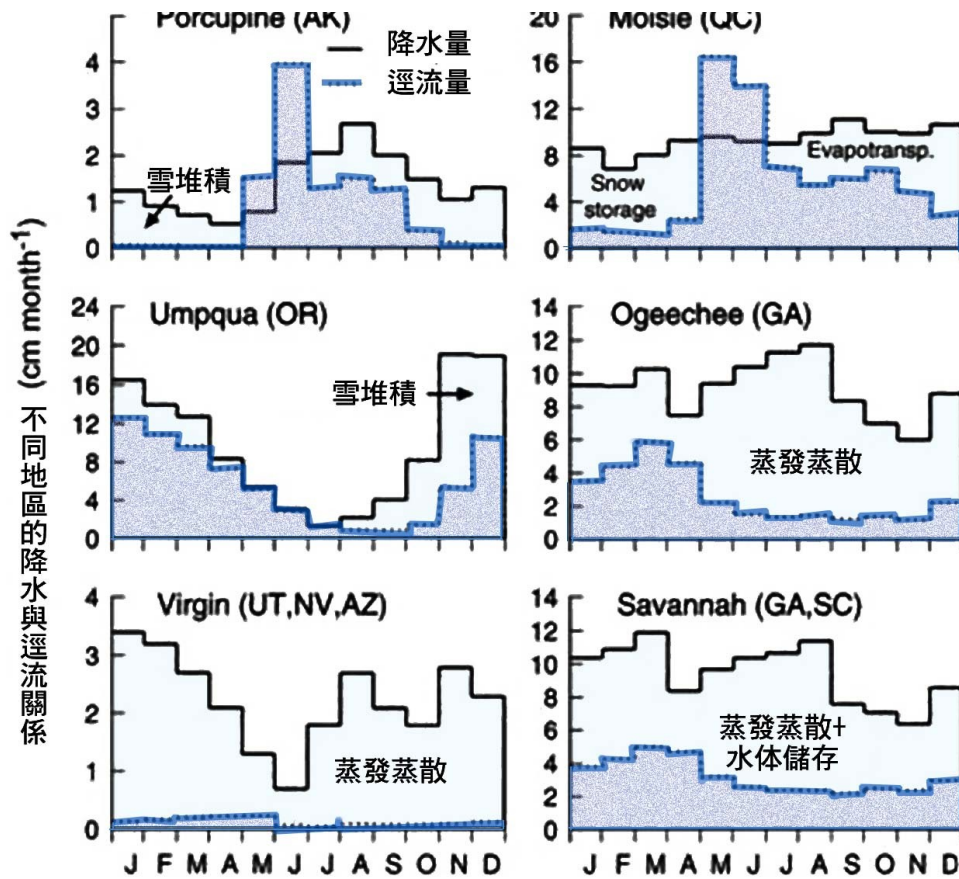 Porcupine (AK)
4
3
2
1
0
降水量
逕流量
雪堆積
Moisie (QC)
20
16
12
8
4
0
Snow
storage
Evapotransp.
不同地區的降水與逕流關係 (cm month-1)
Umpqua (OR)
24
20
16
12
8
4
0
雪堆積
Ogeechee (GA)
14
12
10
8
6
4
2
0
蒸發蒸散
Virgin (UT,NV,AZ)
4
3
2
1
0
蒸發蒸散
J F M A M J J A S O N D
Savannah (GA,SC)
14
12
10
8
6
4
2
0
蒸發蒸散+
水体儲存
J F M A M J J A S O N D